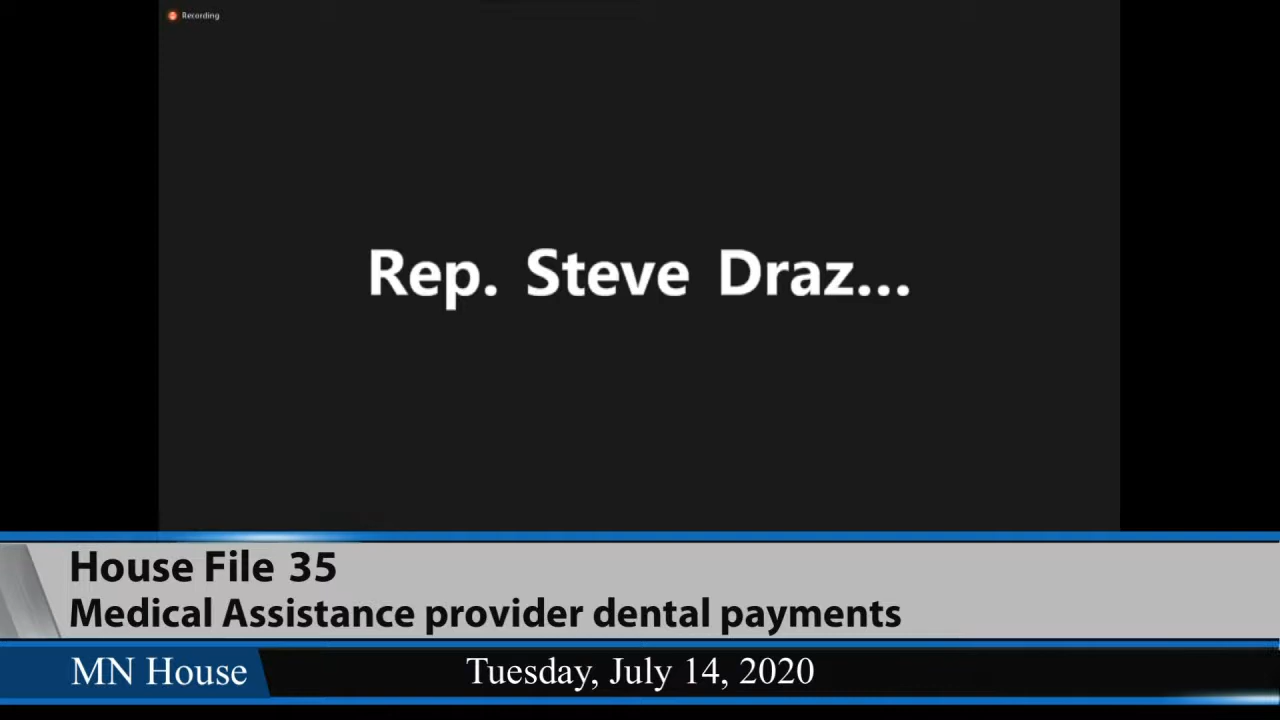 Recording
Rep. Steve Draz...
House File 35
Medical Assistance provider dental payments
MN House
Tuesday, July 14, 2020